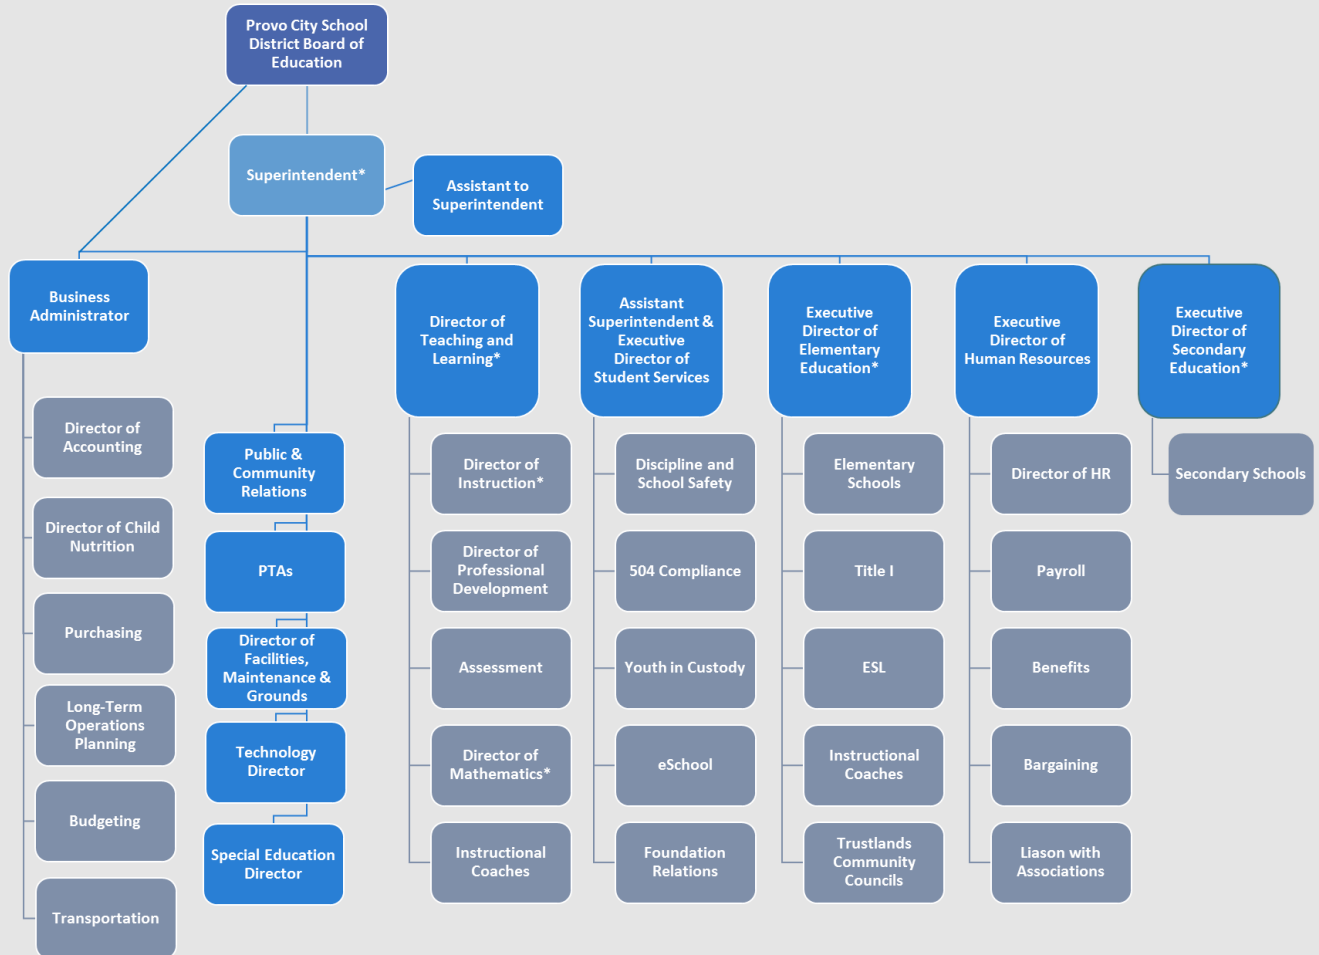 Provo City School
District Board of
Education
Superintendent*
Assistant to
Superintendent
Business
Administrator
Director of
Accounting
Director of Child
Nutrition
Purchasing
Long-Term
Operations
Planning
Budgeting
Transportation
Public &
Community
Relations
PTAs
Director of
Facilities,
Maintenance &
Grounds
Technology
Director
Special Education
Director
Director of
Teaching and
Learning*
Director of
Instruction*
Director of
Professional
Development
Assessment
Director of
Mathematics*
Instructional
Coaches
Assistant
Superintendent &
Executive
Director of
Student Services
Discipline and
School Safety
504 Compliance
Youth in Custody
eSchool
Foundation
Relations
Executive
Director of
Elementary
Education*
Elementary
Schools
Title I
ESL
Instructional
Coaches
Trustlands
Community
Councils
Executive
Director of
Human Resources
Director of HR
Payroll
Benefits
Bargaining
Liason with
Associations
Executive
Director of
Secondary
Education*
Secondary Schools